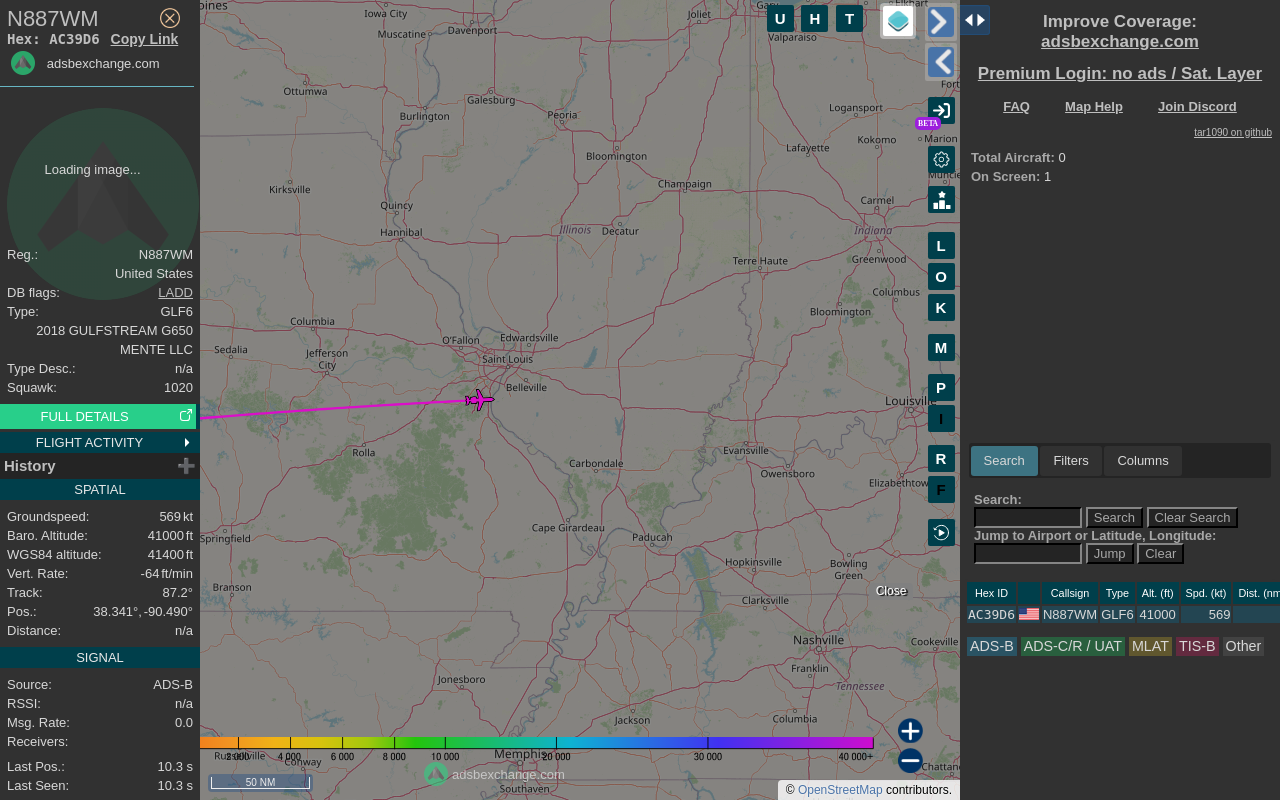 N887WM
Hex: AC39D6 Copy Link
adsbexchange.com
Loading image...
Reg.: N887WM
United States
DB flags: LADD
Type: GLF6
2018 GULFSTREAM G650
MENTE LLC
Type Desc.: n/a
Squawk: 1020
FULL DETAILS
FLIGHT ACTIVITY
History
SPATIAL
Groundspeed: 569 kt
Baro. Altitude: 41000 ft
WGS84 altitude: 41400 ft
Vert. Rate: -64 ft/min
Track: 87.2°
Pos.: 38.341°, -90.490°
Distance: n/a
SIGNAL
Source: ADS-B
RSSI: n/a
Msg. Rate: 0.0
Receivers:
Last Pos.: 10.3 s
Last Seen: 10.3 s
Iowa City
Muscatine
Davenport
Joliet
Valparaiso
Ottumwa
Burlington
Galesburg
Peoria
Bloomington
Logansport
Kokomo
Marion
Lafayette
Kirksville
Quincy
Hannibal
Champaign
Carmel
Illinois
Decatur
Indiana
Greenwood
Terre Haute
Columbus
Bloomington
Columbia
Sedalia
Jefferson
City
O'Fallon
Edwardsville
Saint Louis
Belleville
Louisville
Rolla
Carbondale
Evansville
Owensboro
Elizabethtow
Springfield
Cape Girardeau
Paducah
Hopkinsville
Bowling
Green
Branson
Clarksville
Nashville
Cookeville
Franklin
Tennessee
Jonesboro
Jackson
Columbia
Memphis
Southaven
Conway
Chattano
U H T
BETA
L
O
K
M
P
I
R
F
Close
4 000 6 000 8 000 10 000 20 000 30 000 40 000+
50 NM
adsbexchange.com
© OpenStreetMap contributors.
Improve Coverage:
adsbexchange.com
Premium Login: no ads / Sat. Layer
FAQ Map Help Join Discord
tar1090 on github
Total Aircraft: 0
On Screen: 1
Search Filters Columns
Search:
Search Clear Search
Jump to Airport or Latitude, Longitude:
Jump Clear
Hex ID Callsign Type Alt. (ft) Spd. (kt) Dist. (nm
AC39D6 N887WM GLF6 41000 569
ADS-B ADS-C/R / UAT MLAT TIS-B Other